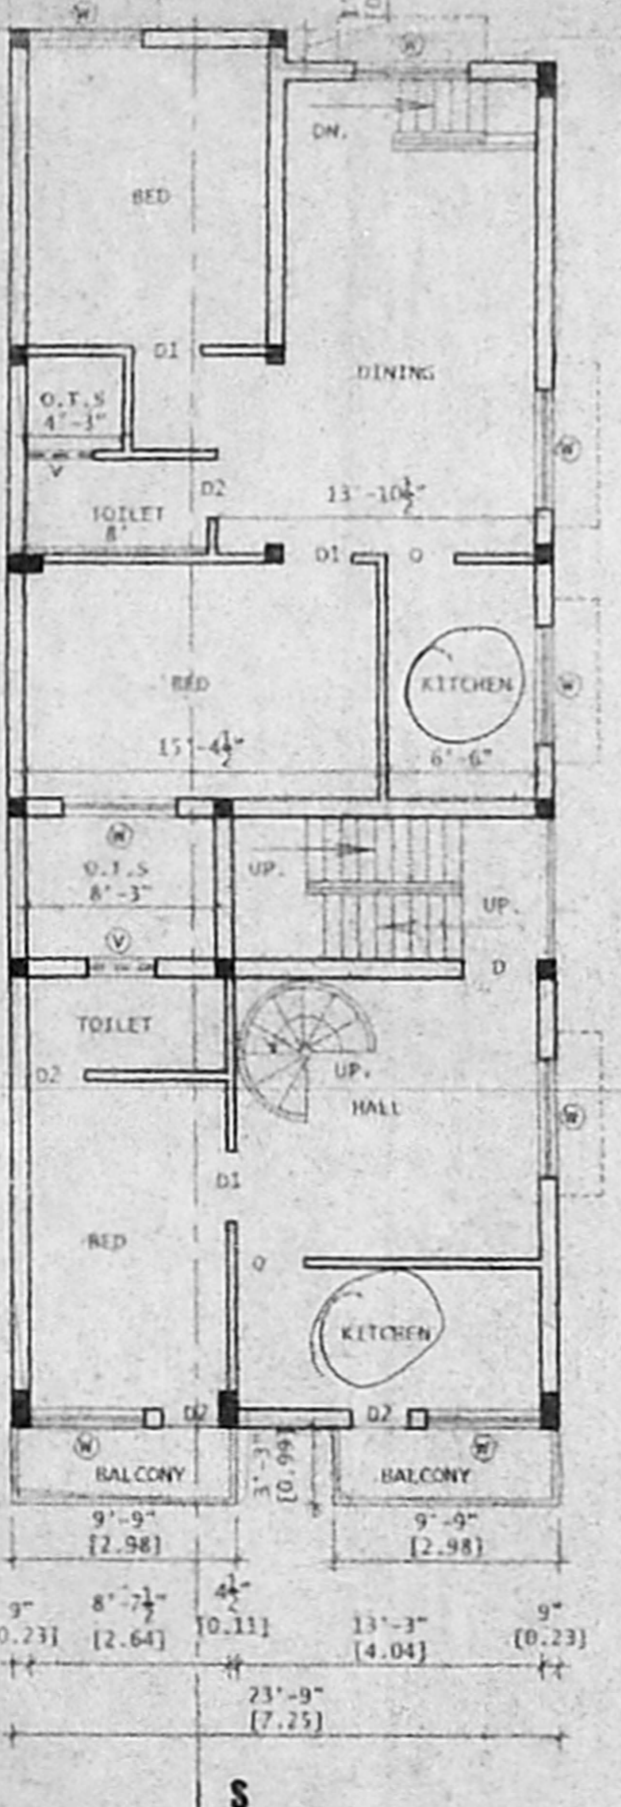 W
W
DN.
BED
D1
DINING
O.T.S
4'-3"
W
V
D2
TOILET
8'
13'-10½"
D1
O
BED
KITCHEN
W
15'-4½"
6'-6"
W
O.T.S
8'-3"
UP.
UP.
V
D
TOILET
D2
UP.
HALL
W
D1
BED
O
KITCHEN
D2
D2
W
W
BALCONY
3'-3"
[0.99]
BALCONY
9'-9"
[2.98]
9'-9"
[2.98]
9"
0.23]
8'-7½"
[2.64]
4½"
[0.11]
13'-3"
[4.04]
9"
[0.23]
23'-9"
[7.25]
S